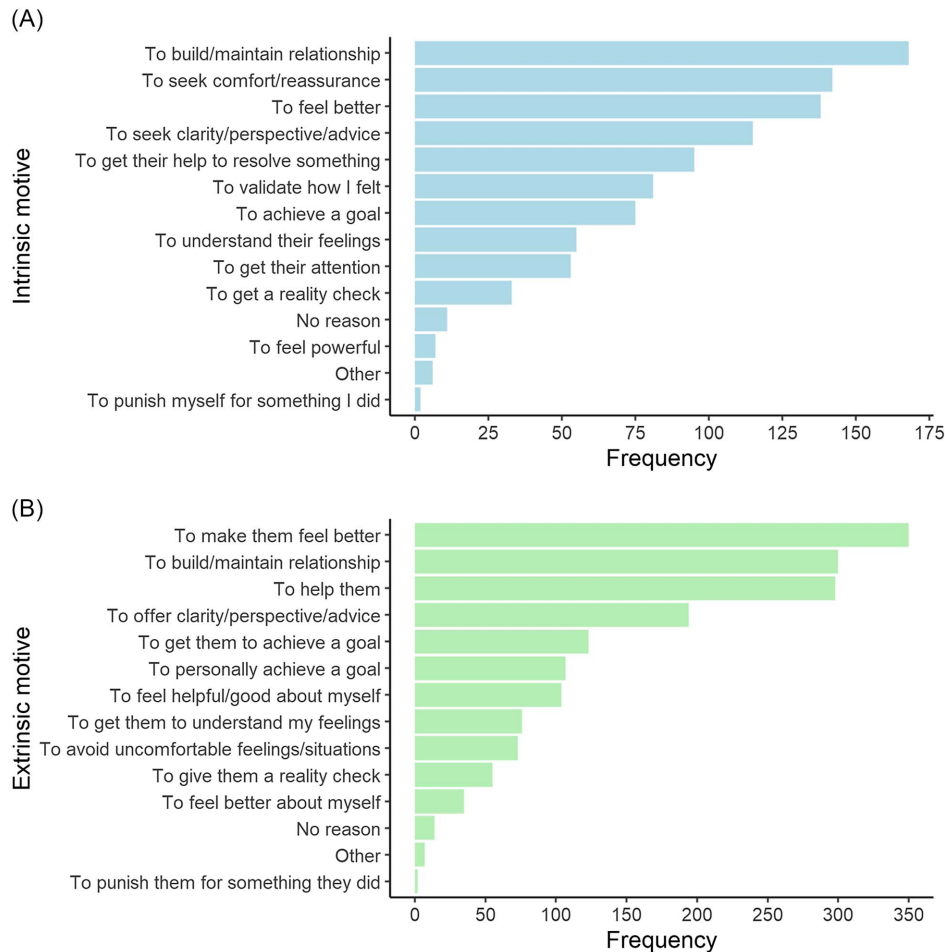 (A)
Intrinsic motive
To build/maintain relationship
To seek comfort/reassurance
To feel better
To seek clarity/perspective/advice
To get their help to resolve something
To validate how I felt
To achieve a goal
To understand their feelings
To get their attention
To get a reality check
No reason
To feel powerful
Other
To punish myself for something I did
0 25 50 75 100 125 150 175
Frequency
(B)
Extrinsic motive
To make them feel better
To build/maintain relationship
To help them
To offer clarity/perspective/advice
To get them to achieve a goal
To personally achieve a goal
To feel helpful/good about myself
To get them to understand my feelings
To avoid uncomfortable feelings/situations
To give them a reality check
To feel better about myself
No reason
Other
To punish them for something they did
0 50 100 150 200 250 300 350
Frequency